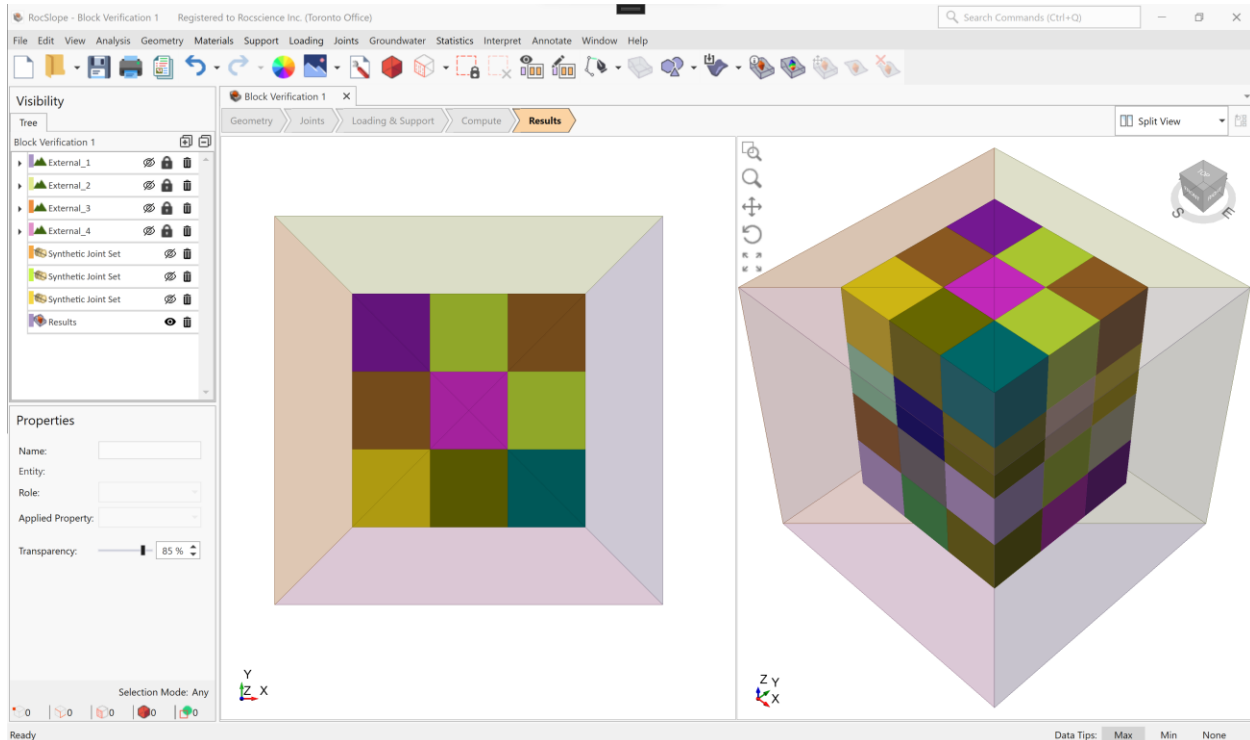 RocSlope - Block Verification 1 Registered to Rocscience Inc. (Toronto Office)
Search Commands (Ctrl+Q)
File Edit View Analysis Geometry Materials Support Loading Joints Groundwater Statistics Interpret Annotate Window Help
Visibility
Tree
Block Verification 1
External_1
External_2
External_3
External_4
Synthetic Joint Set
Synthetic Joint Set
Synthetic Joint Set
Results
Properties
Name:
Entity:
Role:
Applied Property:
Transparency: 85 %
Selection Mode: Any
0 0 0 0 0
Block Verification 1
Geometry Joints Loading & Support Compute Results
Split View
Y
Z X
TOP
S E
Z Y
X
Ready
Data Tips: Max Min None